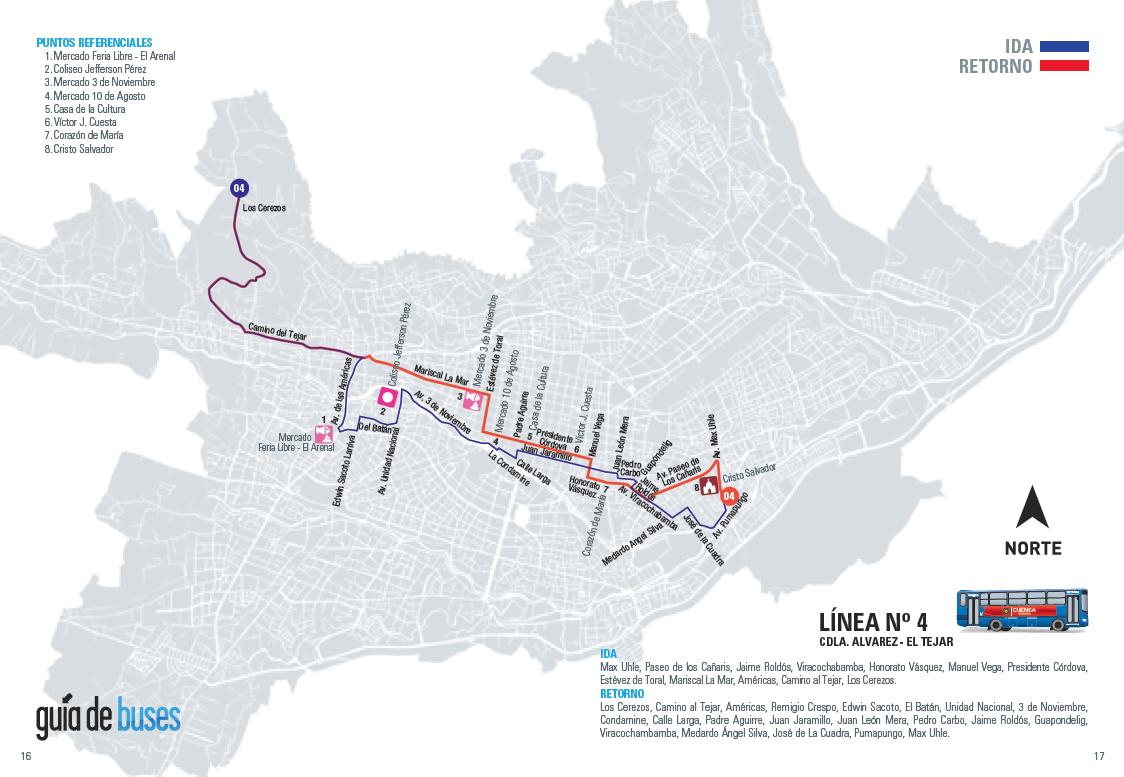 PUNTOS REFERENCIALES
1. Mercado Feria Libre - El Arenal
2. Coliseo Jefferson Pérez
3. Mercado 3 de Noviembre
4. Mercado 10 de Agosto
5. Casa de la Cultura
6. Víctor J. Cuesta
7. Corazón de María
8. Cristo Salvador
IDA
RETORNO
04
Los Cerezos
Camino del Tejar
Av. de las Américas
Coliseo Jefferson Pérez
2
1
Mercado
Feria Libre - El Arenal
Edwin Sacoto Larriva
Del Batán
Av. Unidad Nacional
Mariscal La Mar
Av. 3 de Noviembre
3
Mercado 3 de Noviembre
Estévez de Toral
Mercado 10 de Agosto
4
La Condamine
Padre Aguirre
Casa de la Cultura
5
Presidente
Córdova
Juan Jaramillo
Calle Larga
6
Víctor J. Cuesta
Manuel Vega
Honorato
Vásquez
7
Corazón de María
Juan León Mera
Pedro
Carbo
Guapondelig
Jaime
Roldós
Av. Paseo de
Los Cañaris
Av. Max Uhle
Cristo Salvador
8
04
Av. Viracochabamba
Medardo Angel Silva
José de la Cuadra
Av. Pumapungo
NORTE
CUENCA
LÍNEA Nº 4
CDLA. ALVAREZ - EL TEJAR
IDA
Max Uhle, Paseo de los Cañaris, Jaime Roldós, Viracochabamba, Honorato Vásquez, Manuel Vega, Presidente Córdova,
Estévez de Toral, Mariscal La Mar, Américas, Camino al Tejar, Los Cerezos.
RETORNO
Los Cerezos, Camino al Tejar, Américas, Remigio Crespo, Edwin Sacoto, El Batán, Unidad Nacional, 3 de Noviembre,
Condamine, Calle Larga, Padre Aguirre, Juan Jaramillo, Juan León Mera, Pedro Carbo, Jaime Roldós, Guapondelig,
Viracochambamba, Medardo Ángel Silva, José de La Cuadra, Pumapungo, Max Uhle.
guía de buses
16
17